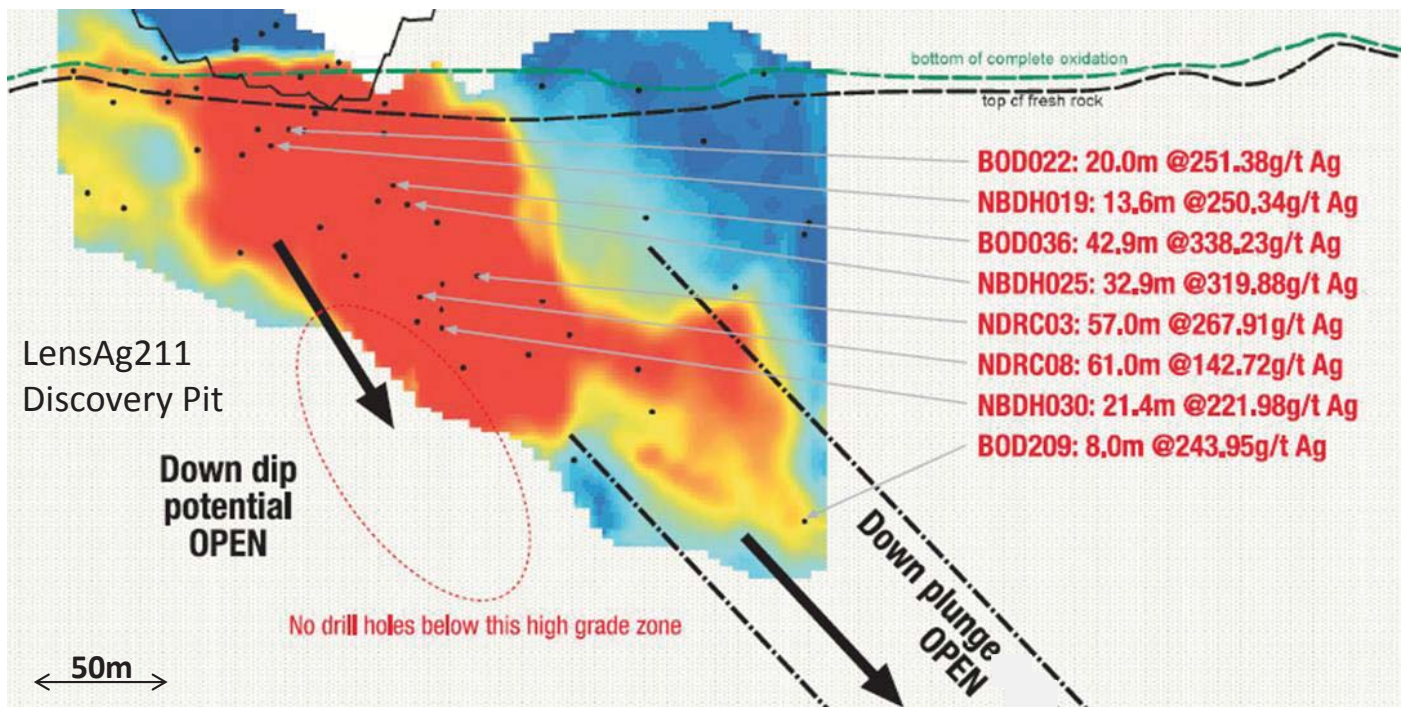 bottom of complete oxidation
top cf fresh rock
BOD022: 20.0m @251.38g/t Ag
NBDH019: 13.6m @250.34g/t Ag
BOD036: 42.9m @338.23g/t Ag
NBDH025: 32.9m @319.88g/t Ag
NDRC03: 57.0m @267.91g/t Ag
NDRC08: 61.0m @142.72g/t Ag
NBDH030: 21.4m @221.98g/t Ag
BOD209: 8.0m @243.95g/t Ag
LensAg211
Discovery Pit
Down dip
potential
OPEN
No drill holes below this high grade zone
Down plunge
OPEN
50m